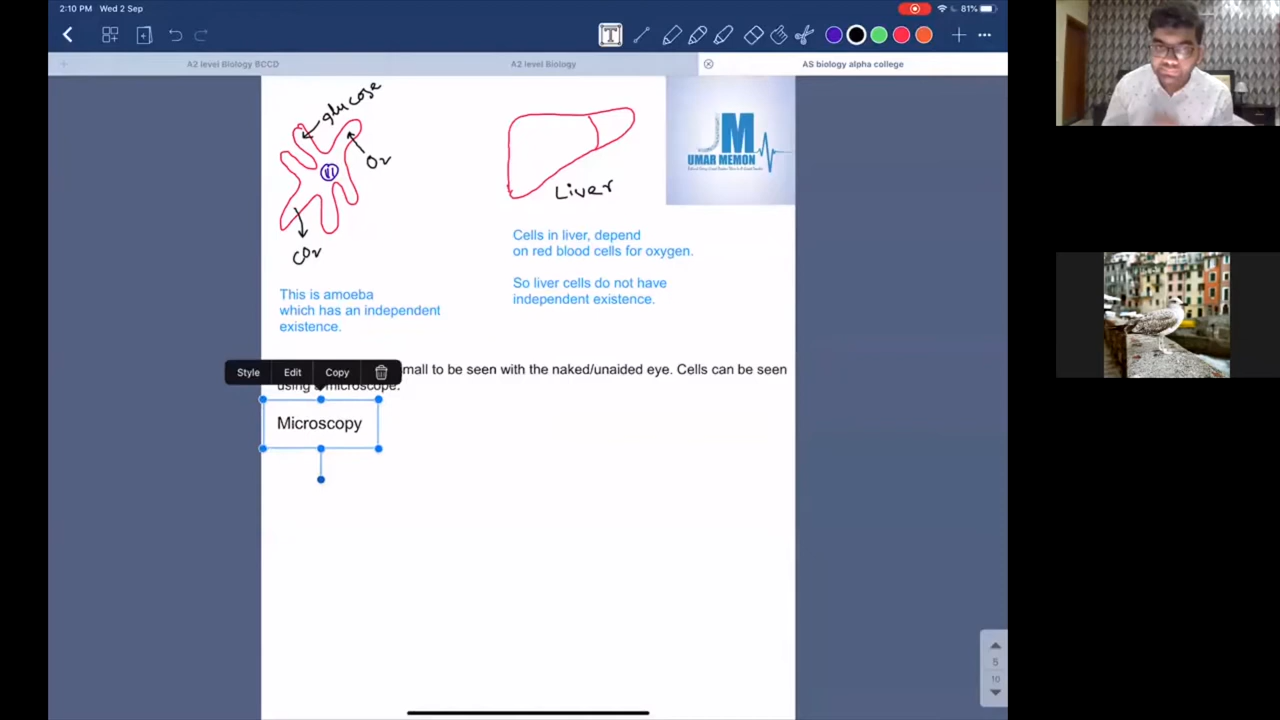 2:10 PM Wed 2 Sep
81%
T
A2 level Biology BCCD
A2 level Biology
AS biology alpha college
glucose
O2
CO2
Liver
UMAR MEMON
Cells in liver, depend
on red blood cells for oxygen.
So liver cells do not have
independent existence.
This is amoeba
which has an independent
existence.
Style Edit Copy
mall to be seen with the naked/unaided eye. Cells can be seen
using a microscope.
Microscopy
5
10